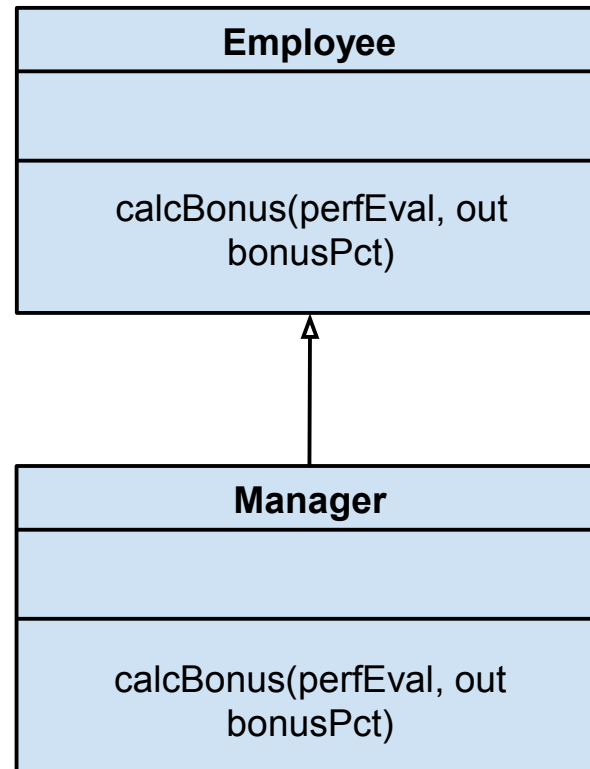 Employee
calcBonus(perfEval, out
bonusPct)
Manager
calcBonus(perfEval, out
bonusPct)